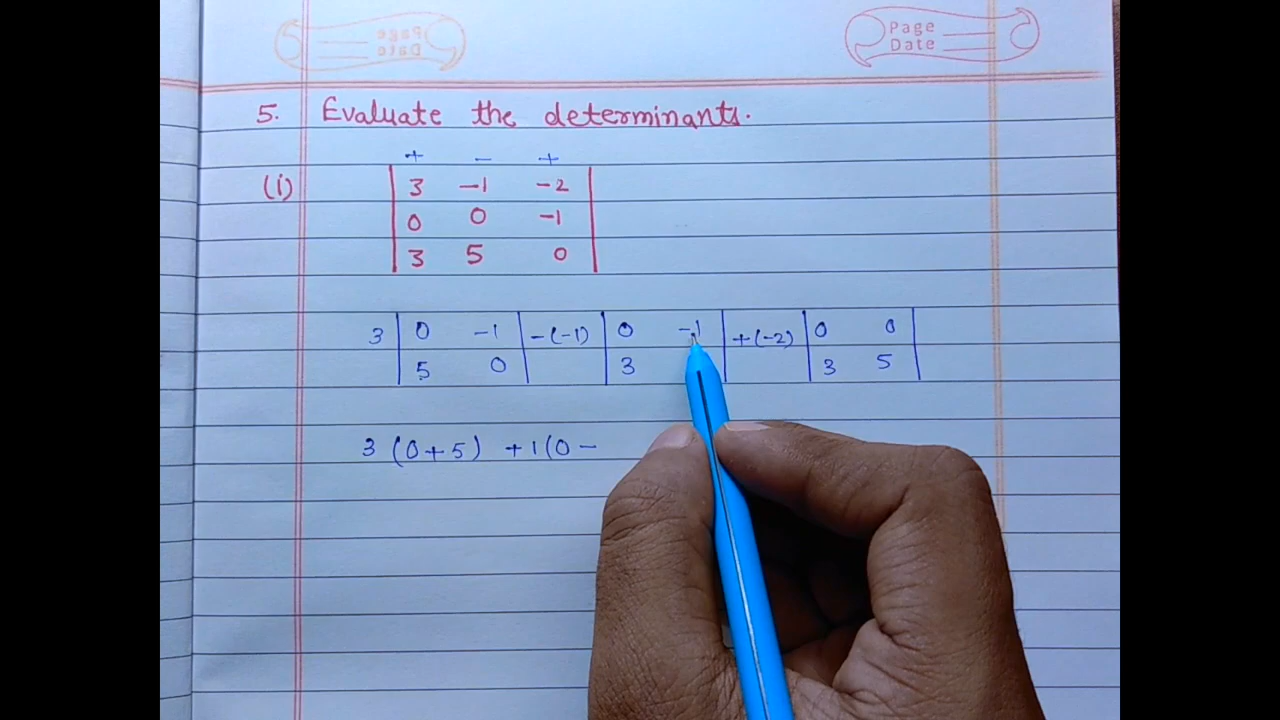 Page
Date
Page
Date
5. Evaluate the determinants.
+ - +
(i) | 3 -1 -2 |
| 0 0 -1 |
| 3 5 0 |
3 | 0 -1 | -(-1) | 0 -1 | +(-2) | 0 0 |
| 5 0 | | 3 | | 3 5 |
3 (0+5) +1(0 -